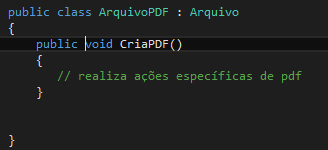 public class ArquivoPDF : Arquivo
{
public void CriaPDF()
{
// realiza ações específicas de pdf
}
}